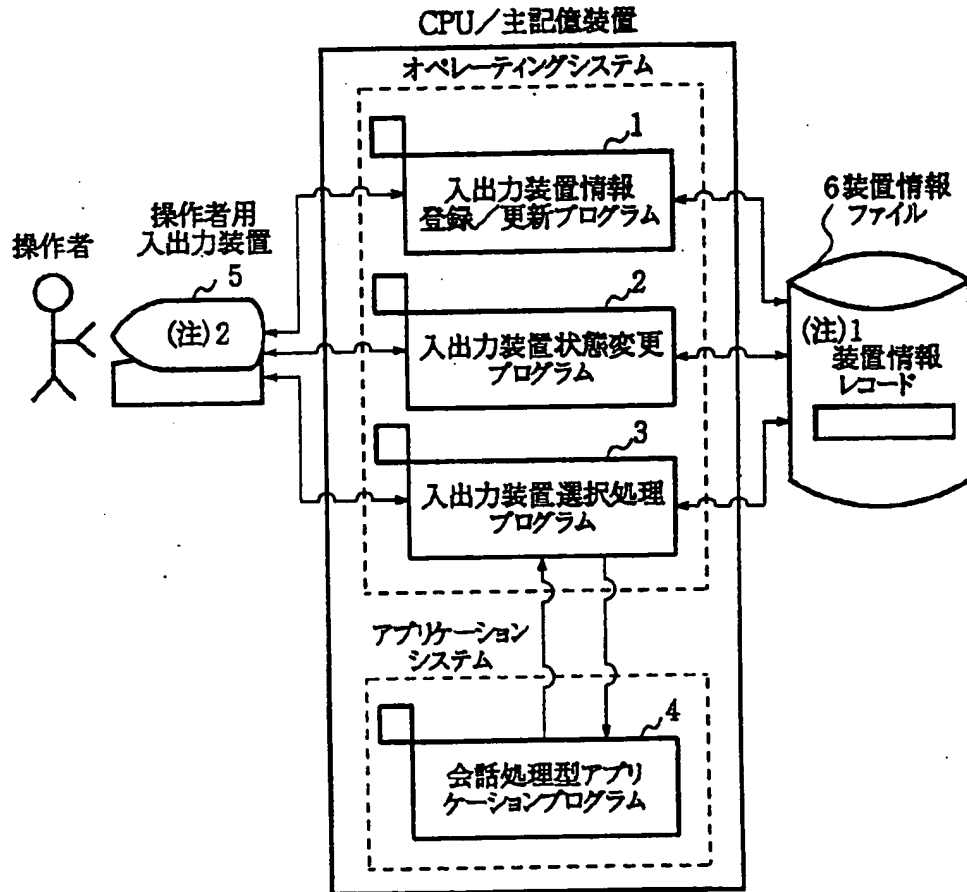 CPU／主記憶装置
オペレーティングシステム
1
入出力装置情報
登録／更新プログラム
6装置情報
ファイル
操作者用
入出力装置
操作者
5
(注)2
2
入出力装置状態変更
プログラム
(注)1
装置情報
レコード
3
入出力装置選択処理
プログラム
アプリケーション
システム
4
会話処理型アプリ
ケーションプログラム